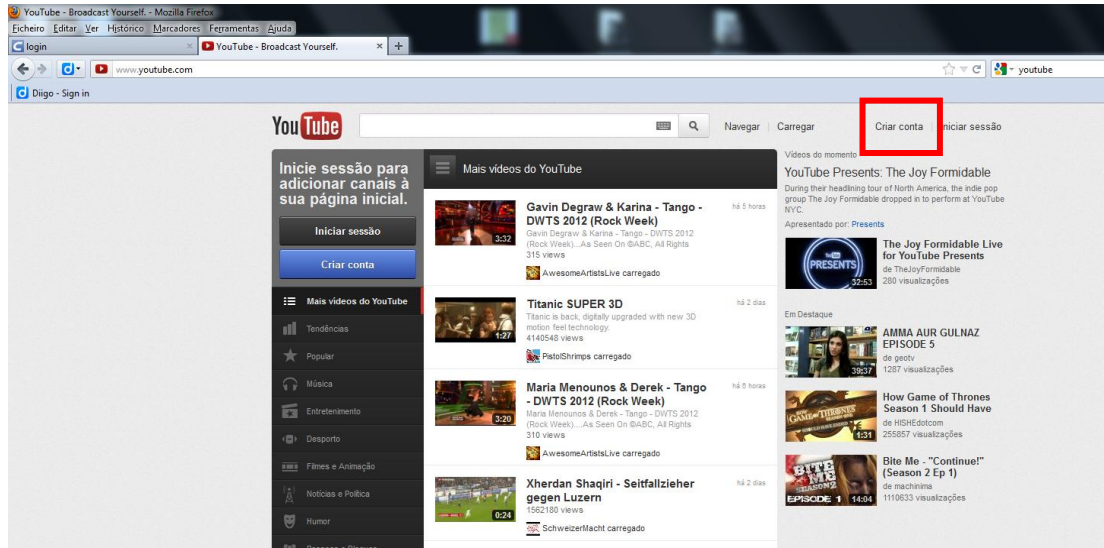 YouTube - Broadcast Yourself. - Mozilla Firefox
Ficheiro Editar Ver Histórico Marcadores Ferramentas Ajuda
login
YouTube - Broadcast Yourself.
www.youtube.com
youtube
Diigo - Sign in
YouTube
Navegar
Carregar
Criar conta
Iniciar sessão
Inicie sessão para
adicionar canais à
sua página inicial.
Iniciar sessão
Criar conta
Mais vídeos do YouTube
Tendências
Popular
Música
Entretenimento
Desporto
Filmes e Animação
Notícias e Política
Humor
Mais vídeos do YouTube
Gavin Degraw & Karina - Tango -
DWTS 2012 (Rock Week)
há 5 horas
Gavin Degraw & Karina - Tango - DWTS 2012
(Rock Week)...As Seen On ©ABC, All Rights
315 views
AwesomeArtistsLive carregado
3:32
Titanic SUPER 3D
há 2 dias
Titanic is back, digitally upgraded with new 3D
motion feel technology.
4140548 views
PistolShrimps carregado
1:27
Maria Menounos & Derek - Tango
- DWTS 2012 (Rock Week)
há 5 horas
Maria Menounos & Derek - Tango - DWTS 2012
(Rock Week)...As Seen On ©ABC, All Rights
310 views
AwesomeArtistsLive carregado
3:20
Xherdan Shaqiri - Seitfallzieher
gegen Luzern
há 2 dias
1562180 views
SchweizerMacht carregado
0:24
Vídeos do momento
YouTube Presents: The Joy Formidable
During their headlining tour of North America, the indie pop
group The Joy Formidable dropped in to perform at YouTube
NYC.
Apresentado por: Presents
PRESENTS
32:53
The Joy Formidable Live
for YouTube Presents
de TheJoyFormidable
280 visualizações
Em Destaque
AMMA AUR GULNAZ
EPISODE 5
de geotv
1287 visualizações
39:37
How Game of Thrones
Season 1 Should Have
de HISHEdotcom
255857 visualizações
GAME OF THRONES
1:31
Bite Me - "Continue!"
(Season 2 Ep 1)
de machinima
1110633 visualizações
BITE
ME
SEASON2
EPISODE 1
14:04